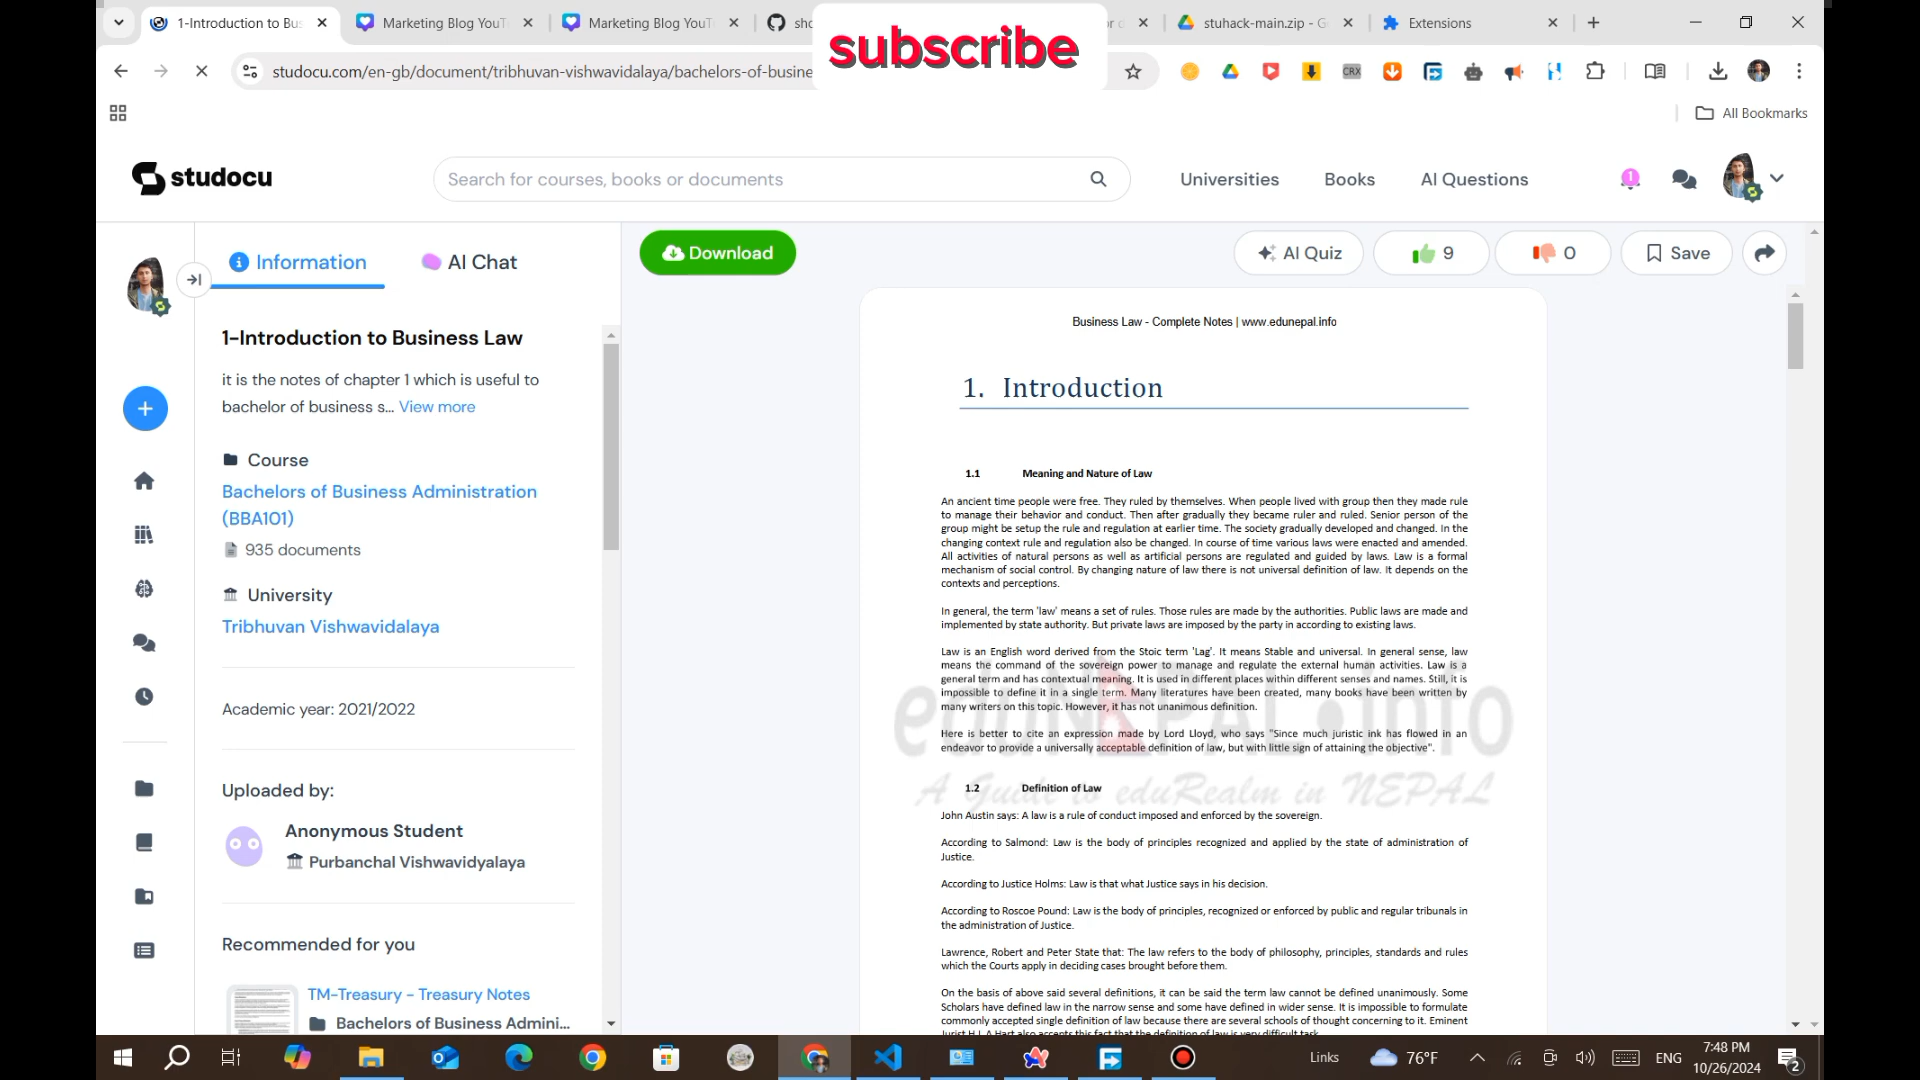 1-Introduction to Bus
Marketing Blog YouT
Marketing Blog YouT
stuhack-main.zip - G
Extensions
subscribe
studocu.com/en-gb/document/tribhuvan-vishwavidalaya/bachelors-of-busine
CRX
All Bookmarks
studocu
Search for courses, books or documents
Universities
Books
AI Questions
1
Information
AI Chat
Download
AI Quiz
9
0
Save
1-Introduction to Business Law
it is the notes of chapter 1 which is useful to
bachelor of business s... View more
Course
Bachelors of Business Administration
(BBA101)
935 documents
University
Tribhuvan Vishwavidalaya
Academic year: 2021/2022
Uploaded by:
Anonymous Student
Purbanchal Vishwavidyalaya
Recommended for you
TM-Treasury - Treasury Notes
Bachelors of Business Admini...
Business Law - Complete Notes | www.edunepal.info
1. Introduction
1.1 Meaning and Nature of Law
An ancient time people were free. They ruled by themselves. When people lived with group then they made rule
to manage their behavior and conduct. Then after gradually they became ruler and ruled. Senior person of the
group might be setup the rule and regulation at earlier time. The society gradually developed and changed. In the
changing context rule and regulation also be changed. In course of time various laws were enacted and amended.
All activities of natural persons as well as artificial persons are regulated and guided by laws. Law is a formal
mechanism of social control. By changing nature of law there is not universal definition of law. It depends on the
contexts and perceptions.
In general, the term 'law' means a set of rules. Those rules are made by the authorities. Public laws are made and
implemented by state authority. But private laws are imposed by the party in according to existing laws.
Law is an English word derived from the Stoic term 'Lag'. It means Stable and universal. In general sense, law
means the command of the sovereign power to manage and regulate the external human activities. Law is a
general term and has contextual meaning. It is used in different places within different senses and names. Still, it is
impossible to define it in a single term. Many literatures have been created, many books have been written by
many writers on this topic. However, it has not unanimous definition.
Here is better to cite an expression made by Lord Lloyd, who says "Since much juristic ink has flowed in an
endeavor to provide a universally acceptable definition of law, but with little sign of attaining the objective".
eduNEPAL.info
A Guide to eduRealm in NEPAL
1.2 Definition of Law
John Austin says: A law is a rule of conduct imposed and enforced by the sovereign.
According to Salmond: Law is the body of principles recognized and applied by the state of administration of
Justice.
According to Justice Holms: Law is that what Justice says in his decision.
According to Roscoe Pound: Law is the body of principles, recognized or enforced by public and regular tribunals in
the administration of Justice.
Lawrence, Robert and Peter State that: The law refers to the body of philosophy, principles, standards and rules
which the Courts apply in deciding cases brought before them.
On the basis of above said several definitions, it can be said the term law cannot be defined unanimously. Some
Scholars have defined law in the narrow sense and some have defined in wider sense. It is impossible to formulate
commonly accepted single definition of law because there are several schools of thought concerning to it. Eminent
Jurist H.L.A Hart also accepts this fact that the definition of law is very difficult task.
Links
76°F
ENG
7:48 PM
10/26/2024
2